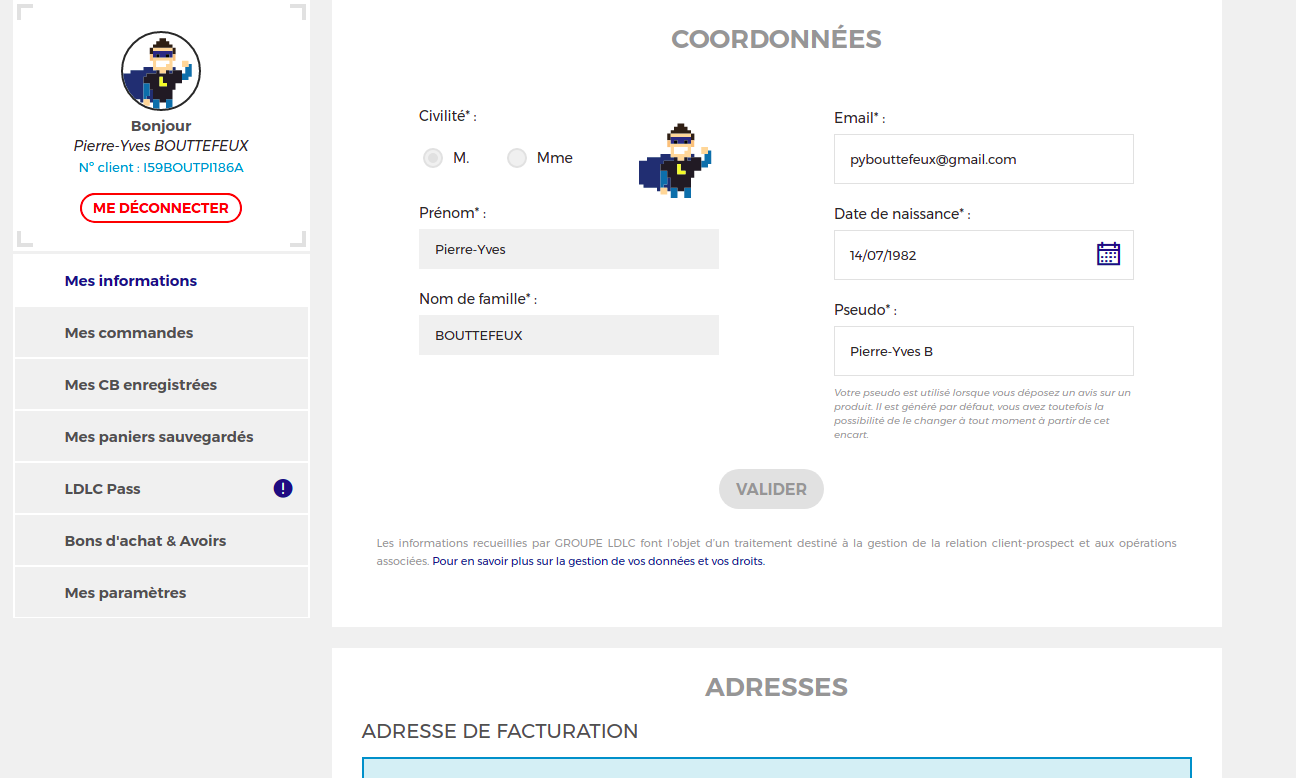 Bonjour
Pierre-Yves BOUTTEFEUX
N° client : I59BOUTPI186A
ME DÉCONNECTER
Mes informations
Mes commandes
Mes CB enregistrées
Mes paniers sauvegardés
LDLC Pass
Bons d'achat & Avoirs
Mes paramètres
COORDONNÉES
Civilité* :
M.
Mme
Prénom* :
Pierre-Yves
Nom de famille* :
BOUTTEFEUX
Email* :
pybouttefeux@gmail.com
Date de naissance* :
14/07/1982
Pseudo* :
Pierre-Yves B
Votre pseudo est utilisé lorsque vous déposez un avis sur un
produit. Il est généré par défaut, vous avez toutefois la
possibilité de le changer à tout moment à partir de cet
encart.
VALIDER
Les informations recueillies par GROUPE LDLC font l'objet d'un traitement destiné à la gestion de la relation client-prospect et aux opérations
associées. Pour en savoir plus sur la gestion de vos données et vos droits.
ADRESSES
ADRESSE DE FACTURATION